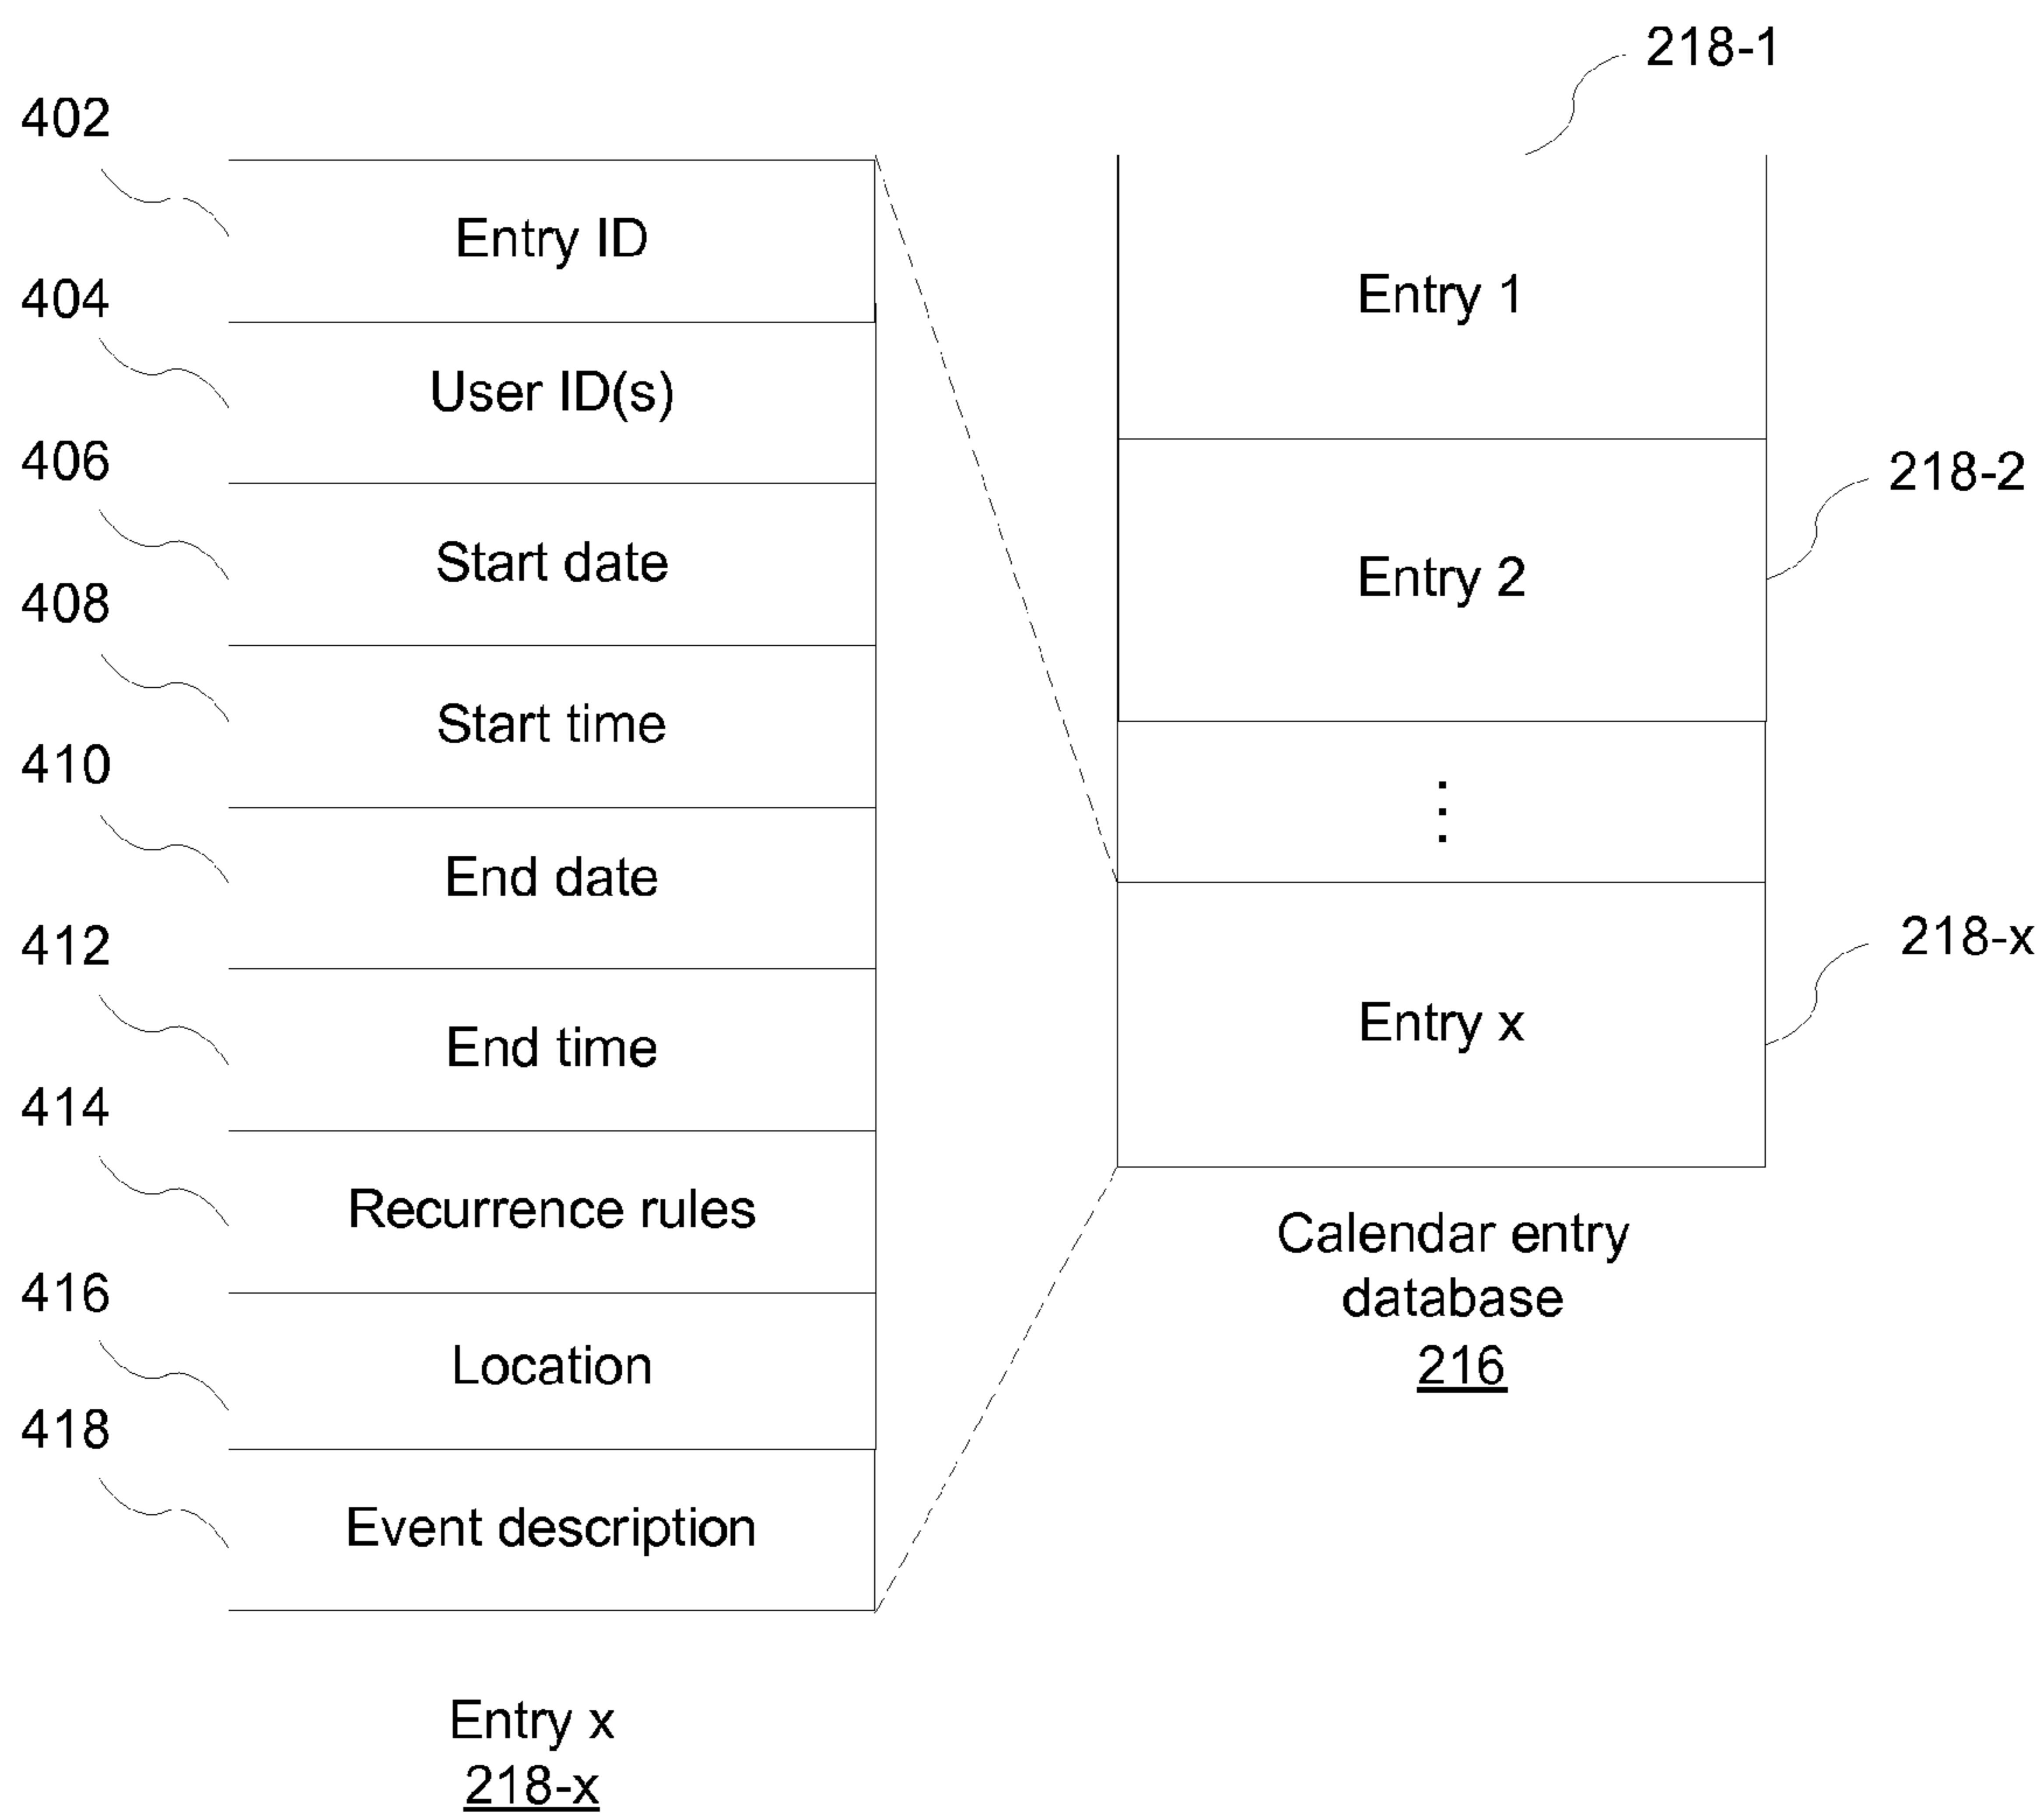 402
Entry ID
404
User ID(s)
406
Start date
408
Start time
410
End date
412
End time
414
Recurrence rules
416
Location
418
Event description
Entry x
218-x
218-1
Entry 1
218-2
Entry 2
⋮
218-x
Entry x
Calendar entry
database
216